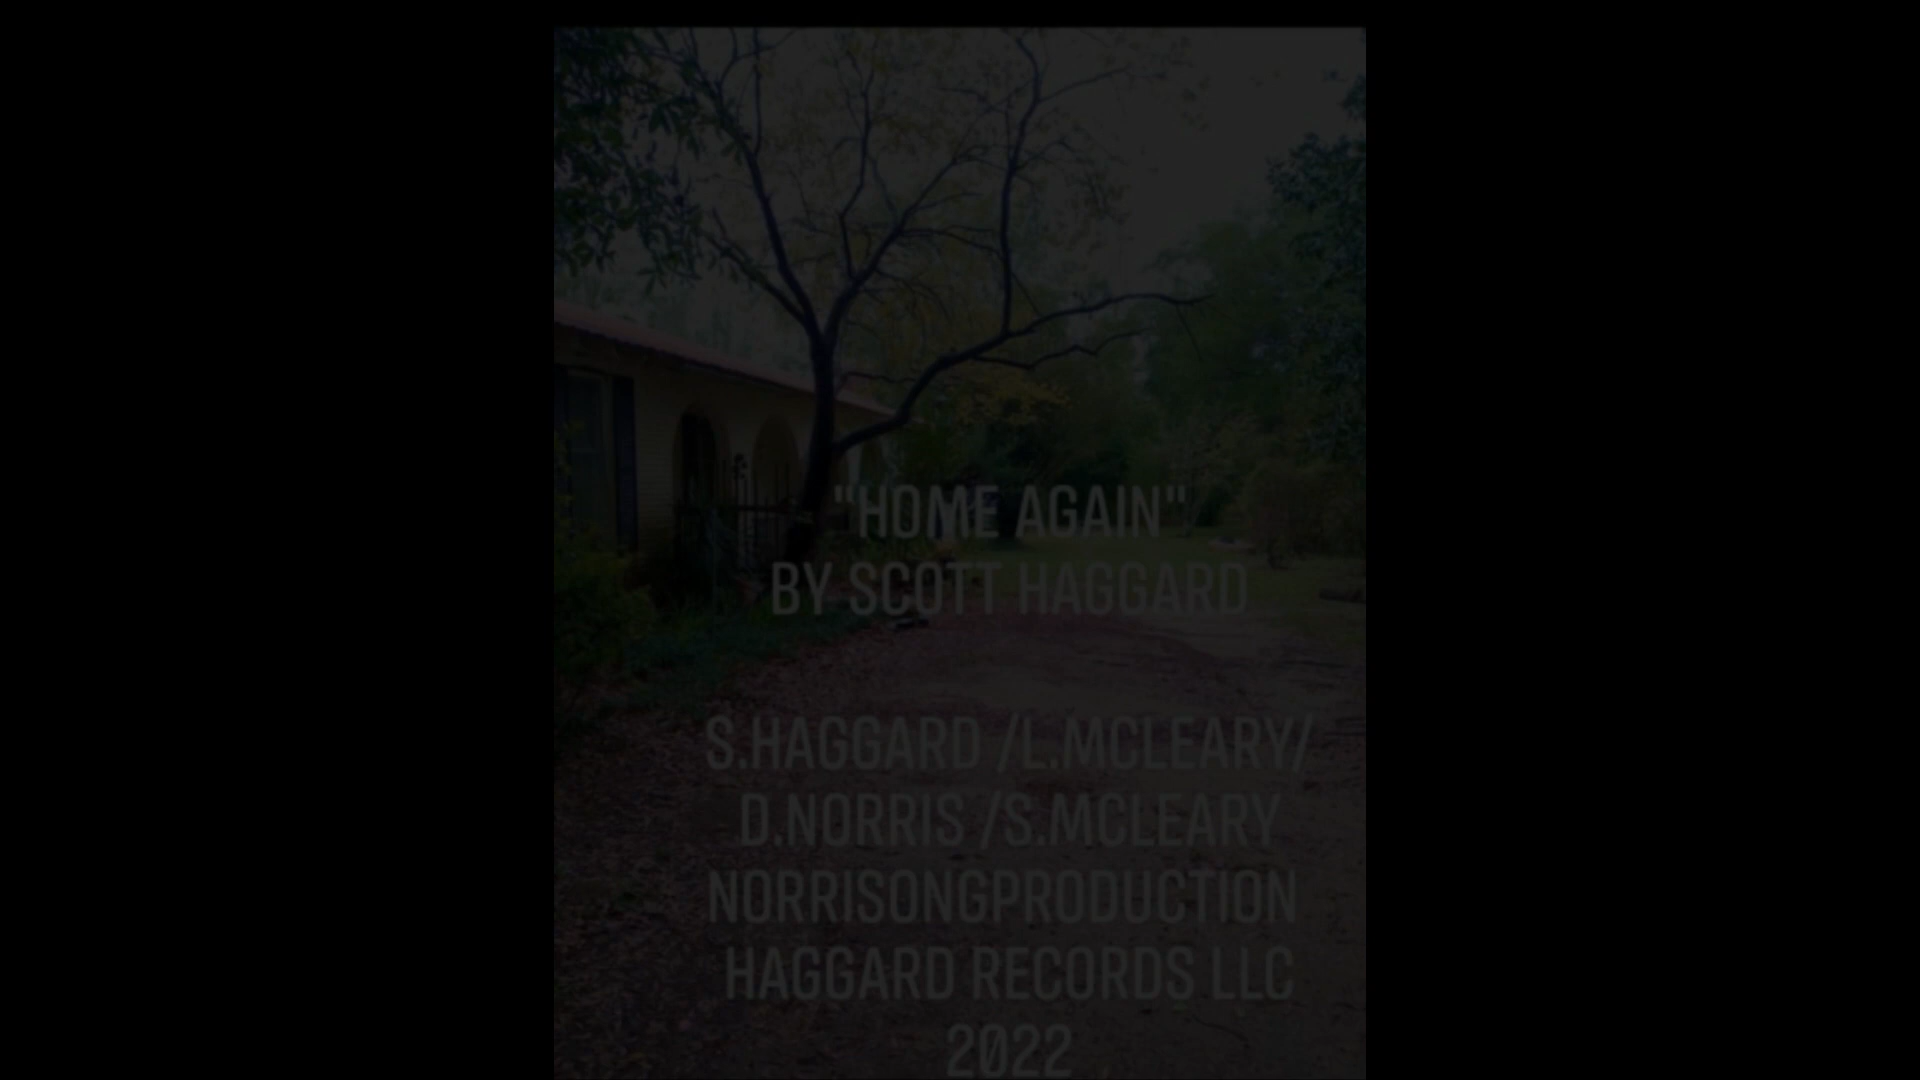 "HOME AGAIN"
BY SCOTT HAGGARD
S.HAGGARD /L.MCLEARY/
D.NORRIS /S.MCLEARY
NORRISONGPRODUCTION
HAGGARD RECORDS LLC
2022